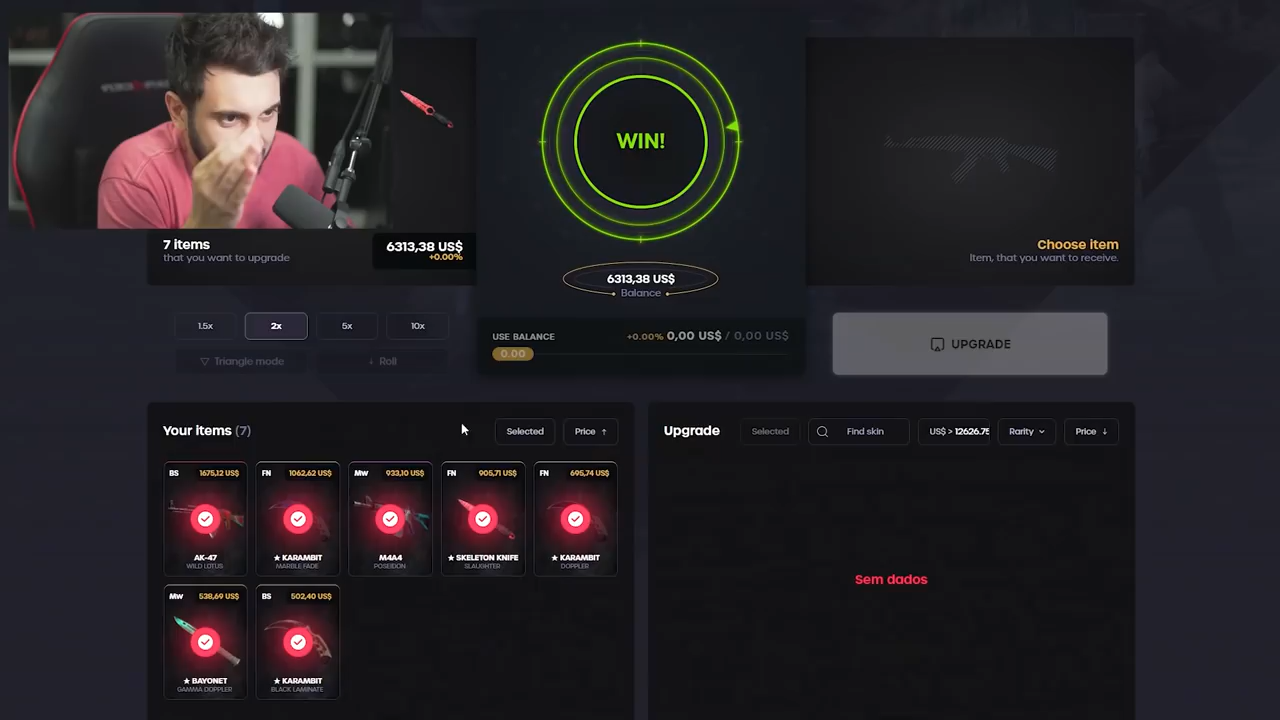 WIN!
7 items
that you want to upgrade
6313,38 US$
+0.00%
6313,38 US$
Balance
Choose item
Item, that you want to receive.
1.5x
2x
5x
10x
Triangle mode
Roll
USE BALANCE
+0.00% 0,00 US$ / 0,00 US$
0.00
UPGRADE
Your items (7)
Selected
Price ↑
BS 1675,12 US$
AK-47
WILD LOTUS
FN 1062,62 US$
★ KARAMBIT
MARBLE FADE
MW 933,10 US$
M4A4
POSEIDON
FN 905,71 US$
★ SKELETON KNIFE
SLAUGHTER
FN 695,74 US$
★ KARAMBIT
DOPPLER
MW 538,69 US$
★ BAYONET
GAMMA DOPPLER
BS 502,40 US$
★ KARAMBIT
BLACK LAMINATE
Upgrade
Selected
Find skin
US$ > 12626.75
Rarity
Price ↓
Sem dados